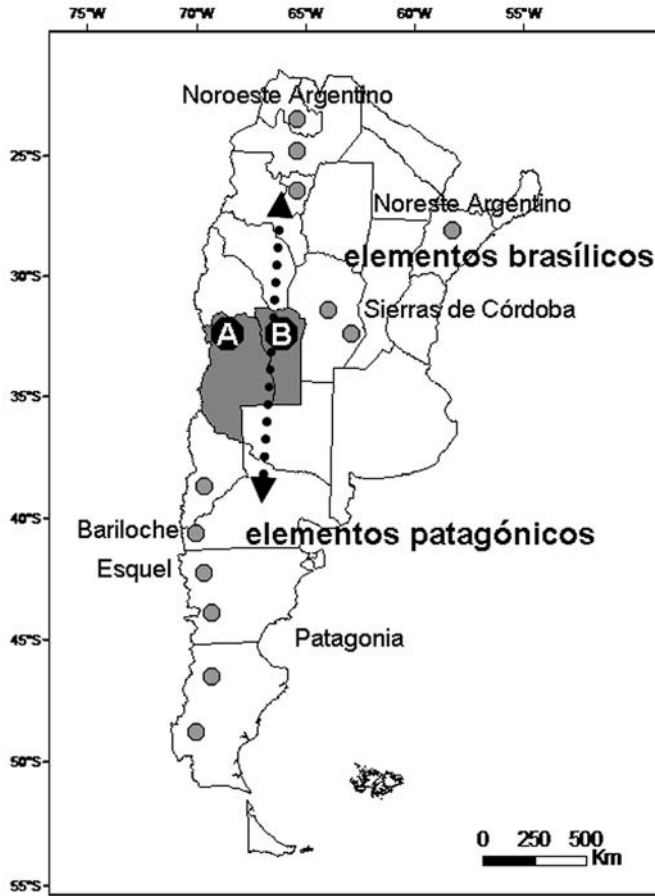 75°W 70°W 65°W 60°W 55°W
Noroeste Argentino
25°S
Noreste Argentino
elementos brasílicos
30°S
Sierras de Córdoba
A B
35°S
40°S
Bariloche
elementos patagónicos
Esquel
Patagonia
45°S
50°S
0 250 500
Km
55°S